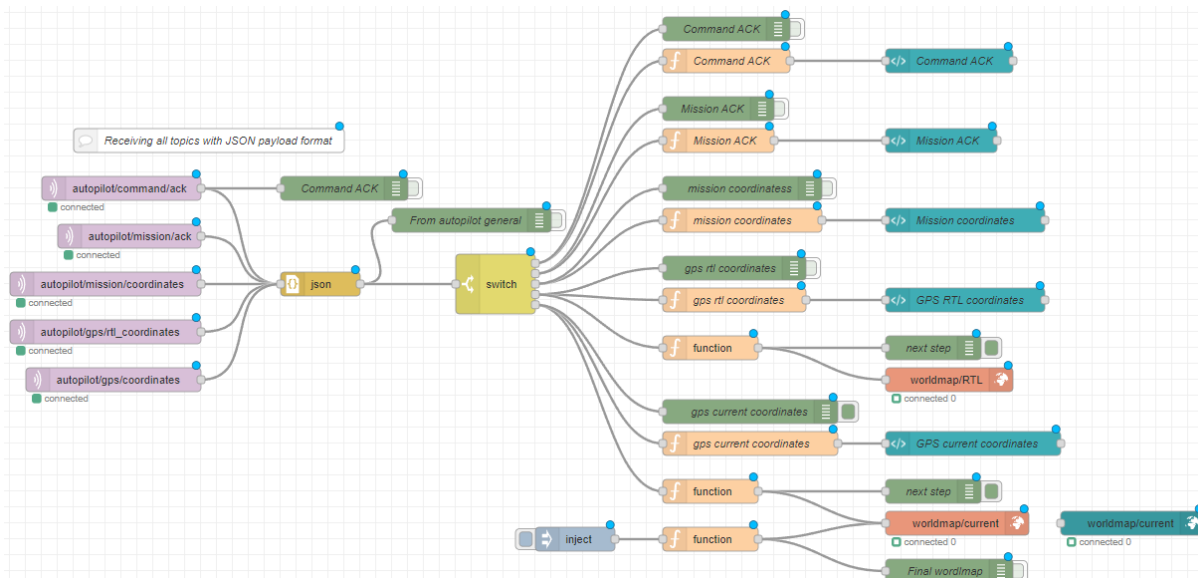 Command ACK
Command ACK
Command ACK
Mission ACK
Receiving all topics with JSON payload format
Mission ACK
Mission ACK
autopilot/command/ack
connected
Command ACK
mission coordinatess
From autopilot general
mission coordinates
Mission coordinates
autopilot/mission/ack
connected
gps rtl coordinates
autopilot/mission/coordinates
connected
json
switch
gps rtl coordinates
GPS RTL coordinates
autopilot/gps/rtl_coordinates
connected
function
next step
autopilot/gps/coordinates
connected
worldmap/RTL
connected 0
gps current coordinates
gps current coordinates
GPS current coordinates
function
next step
worldmap/current
connected 0
worldmap/current
connected 0
inject
function
Final wordlmap